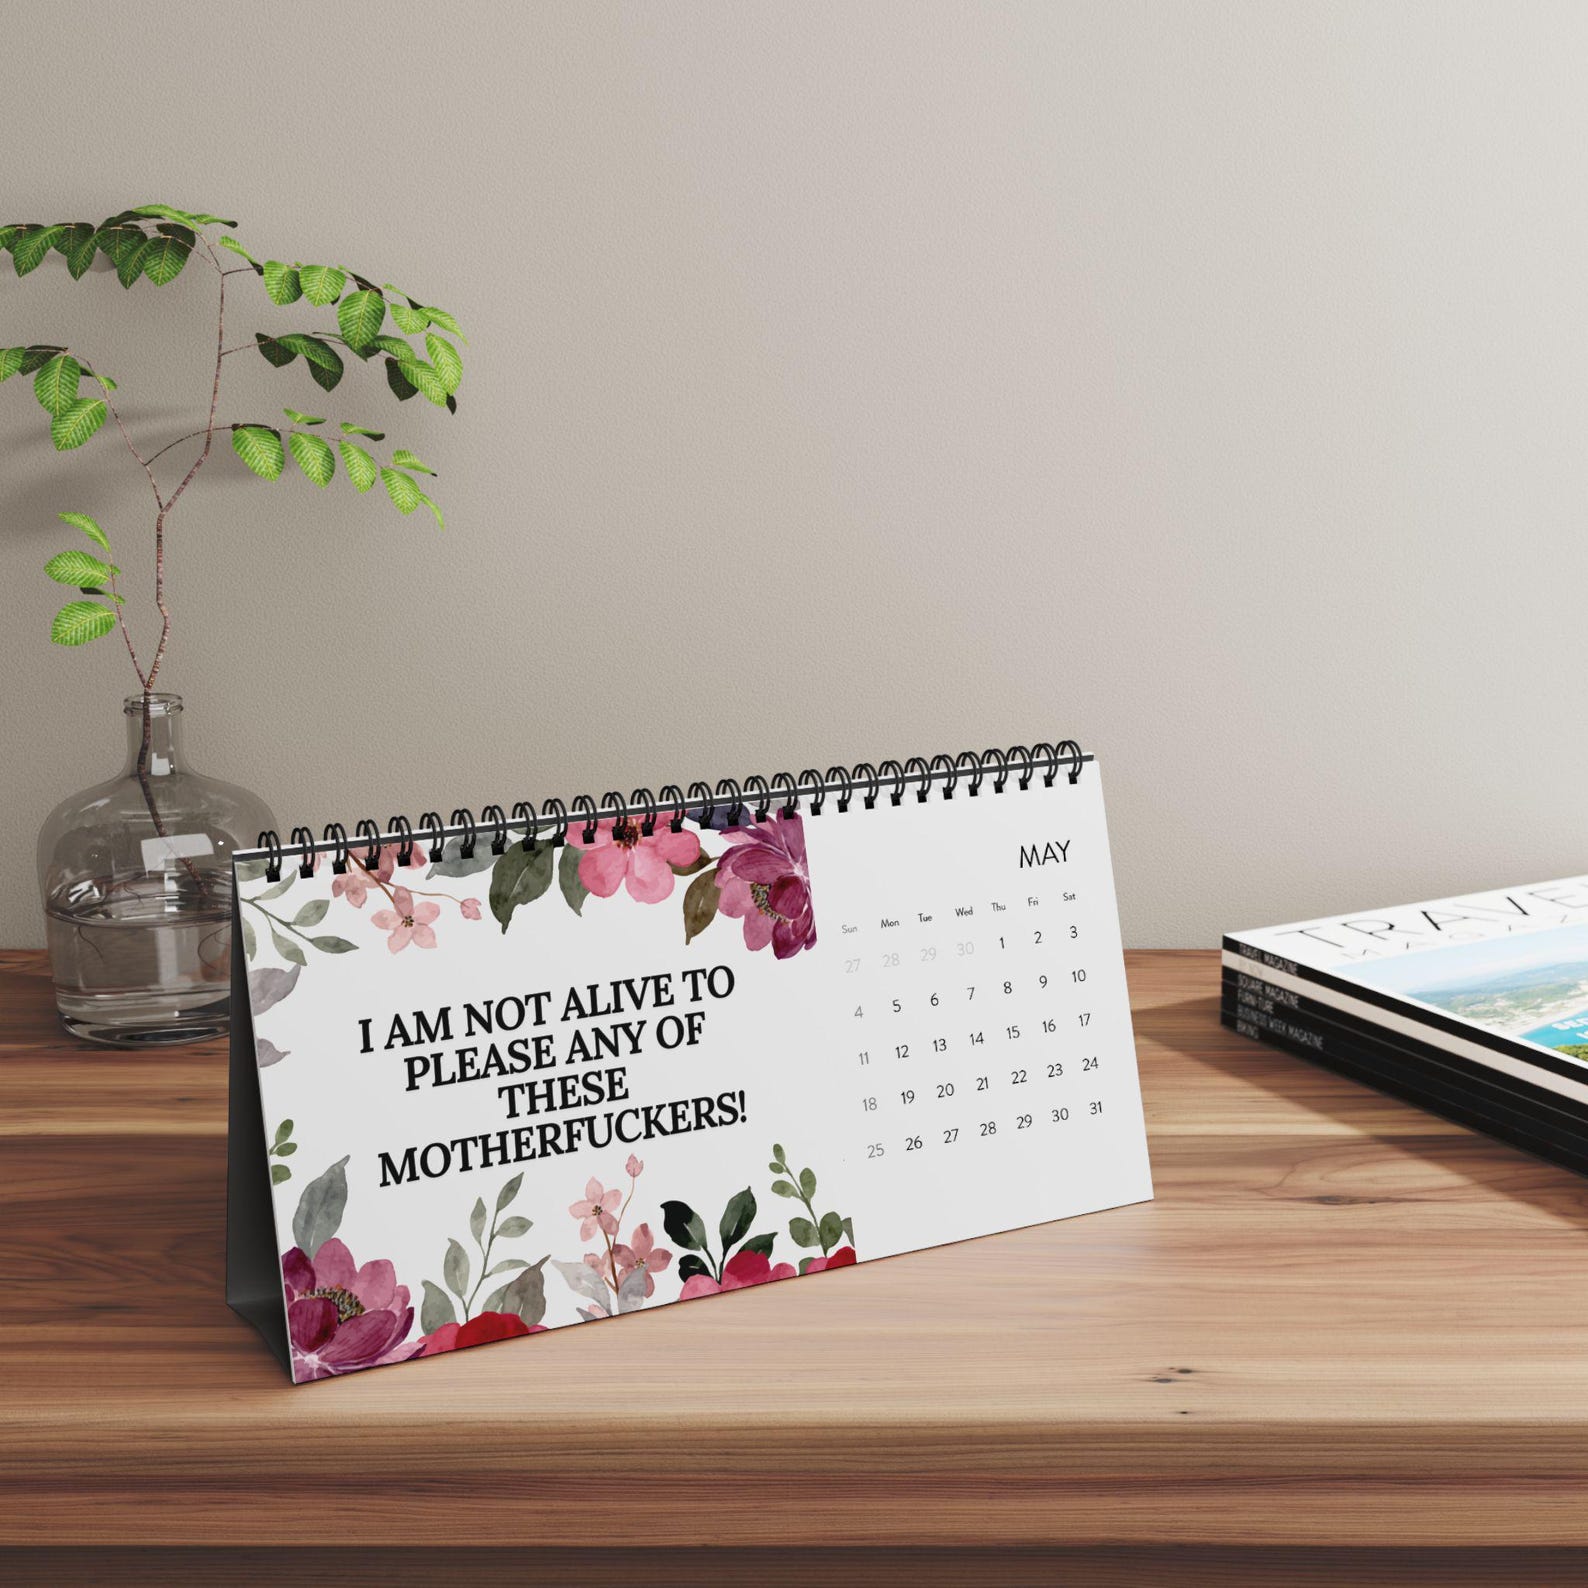 I AM NOT ALIVE TO
PLEASE ANY OF
THESE
MOTHERFUCKERS!
MAY
Sun Mon Tue Wed Thu Fri Sat
27 28 29 30 1 2 3
4 5 6 7 8 9 10
11 12 13 14 15 16 17
18 19 20 21 22 23 24
25 26 27 28 29 30 31
TRAVEL MAGAZINE
SQUARE MAGAZINE
FURNITURE
BUSINESS WEEK MAGAZINE
BIKING